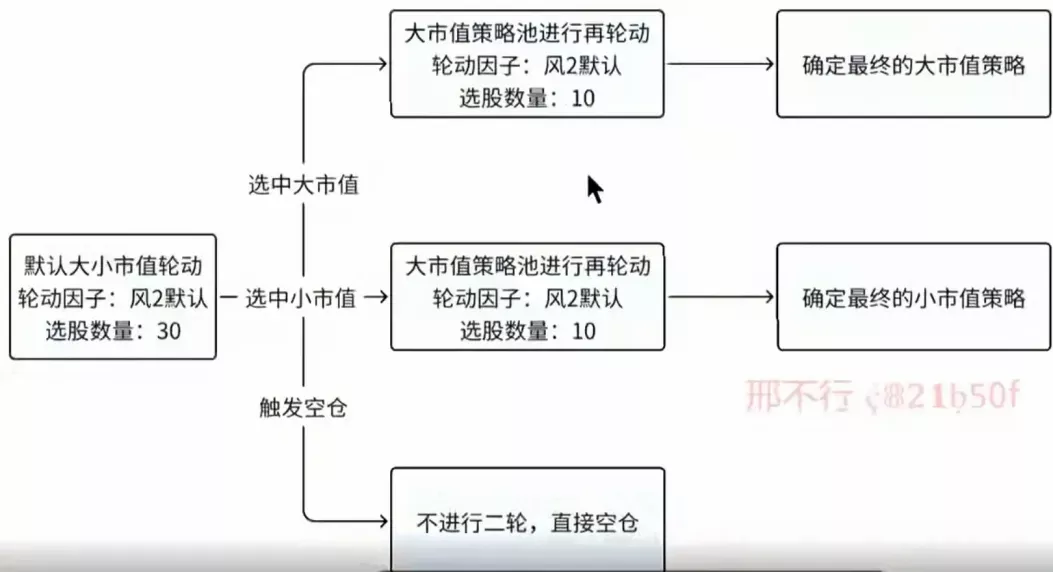 大市值策略池进行再轮动
轮动因子：风2默认
选股数量：10
确定最终的大市值策略
选中大市值
默认大小市值轮动
轮动因子：风2默认
选股数量：30
选中小市值
大市值策略池进行再轮动
轮动因子：风2默认
选股数量：10
确定最终的小市值策略
邢不行
触发空仓
不进行二轮，直接空仓